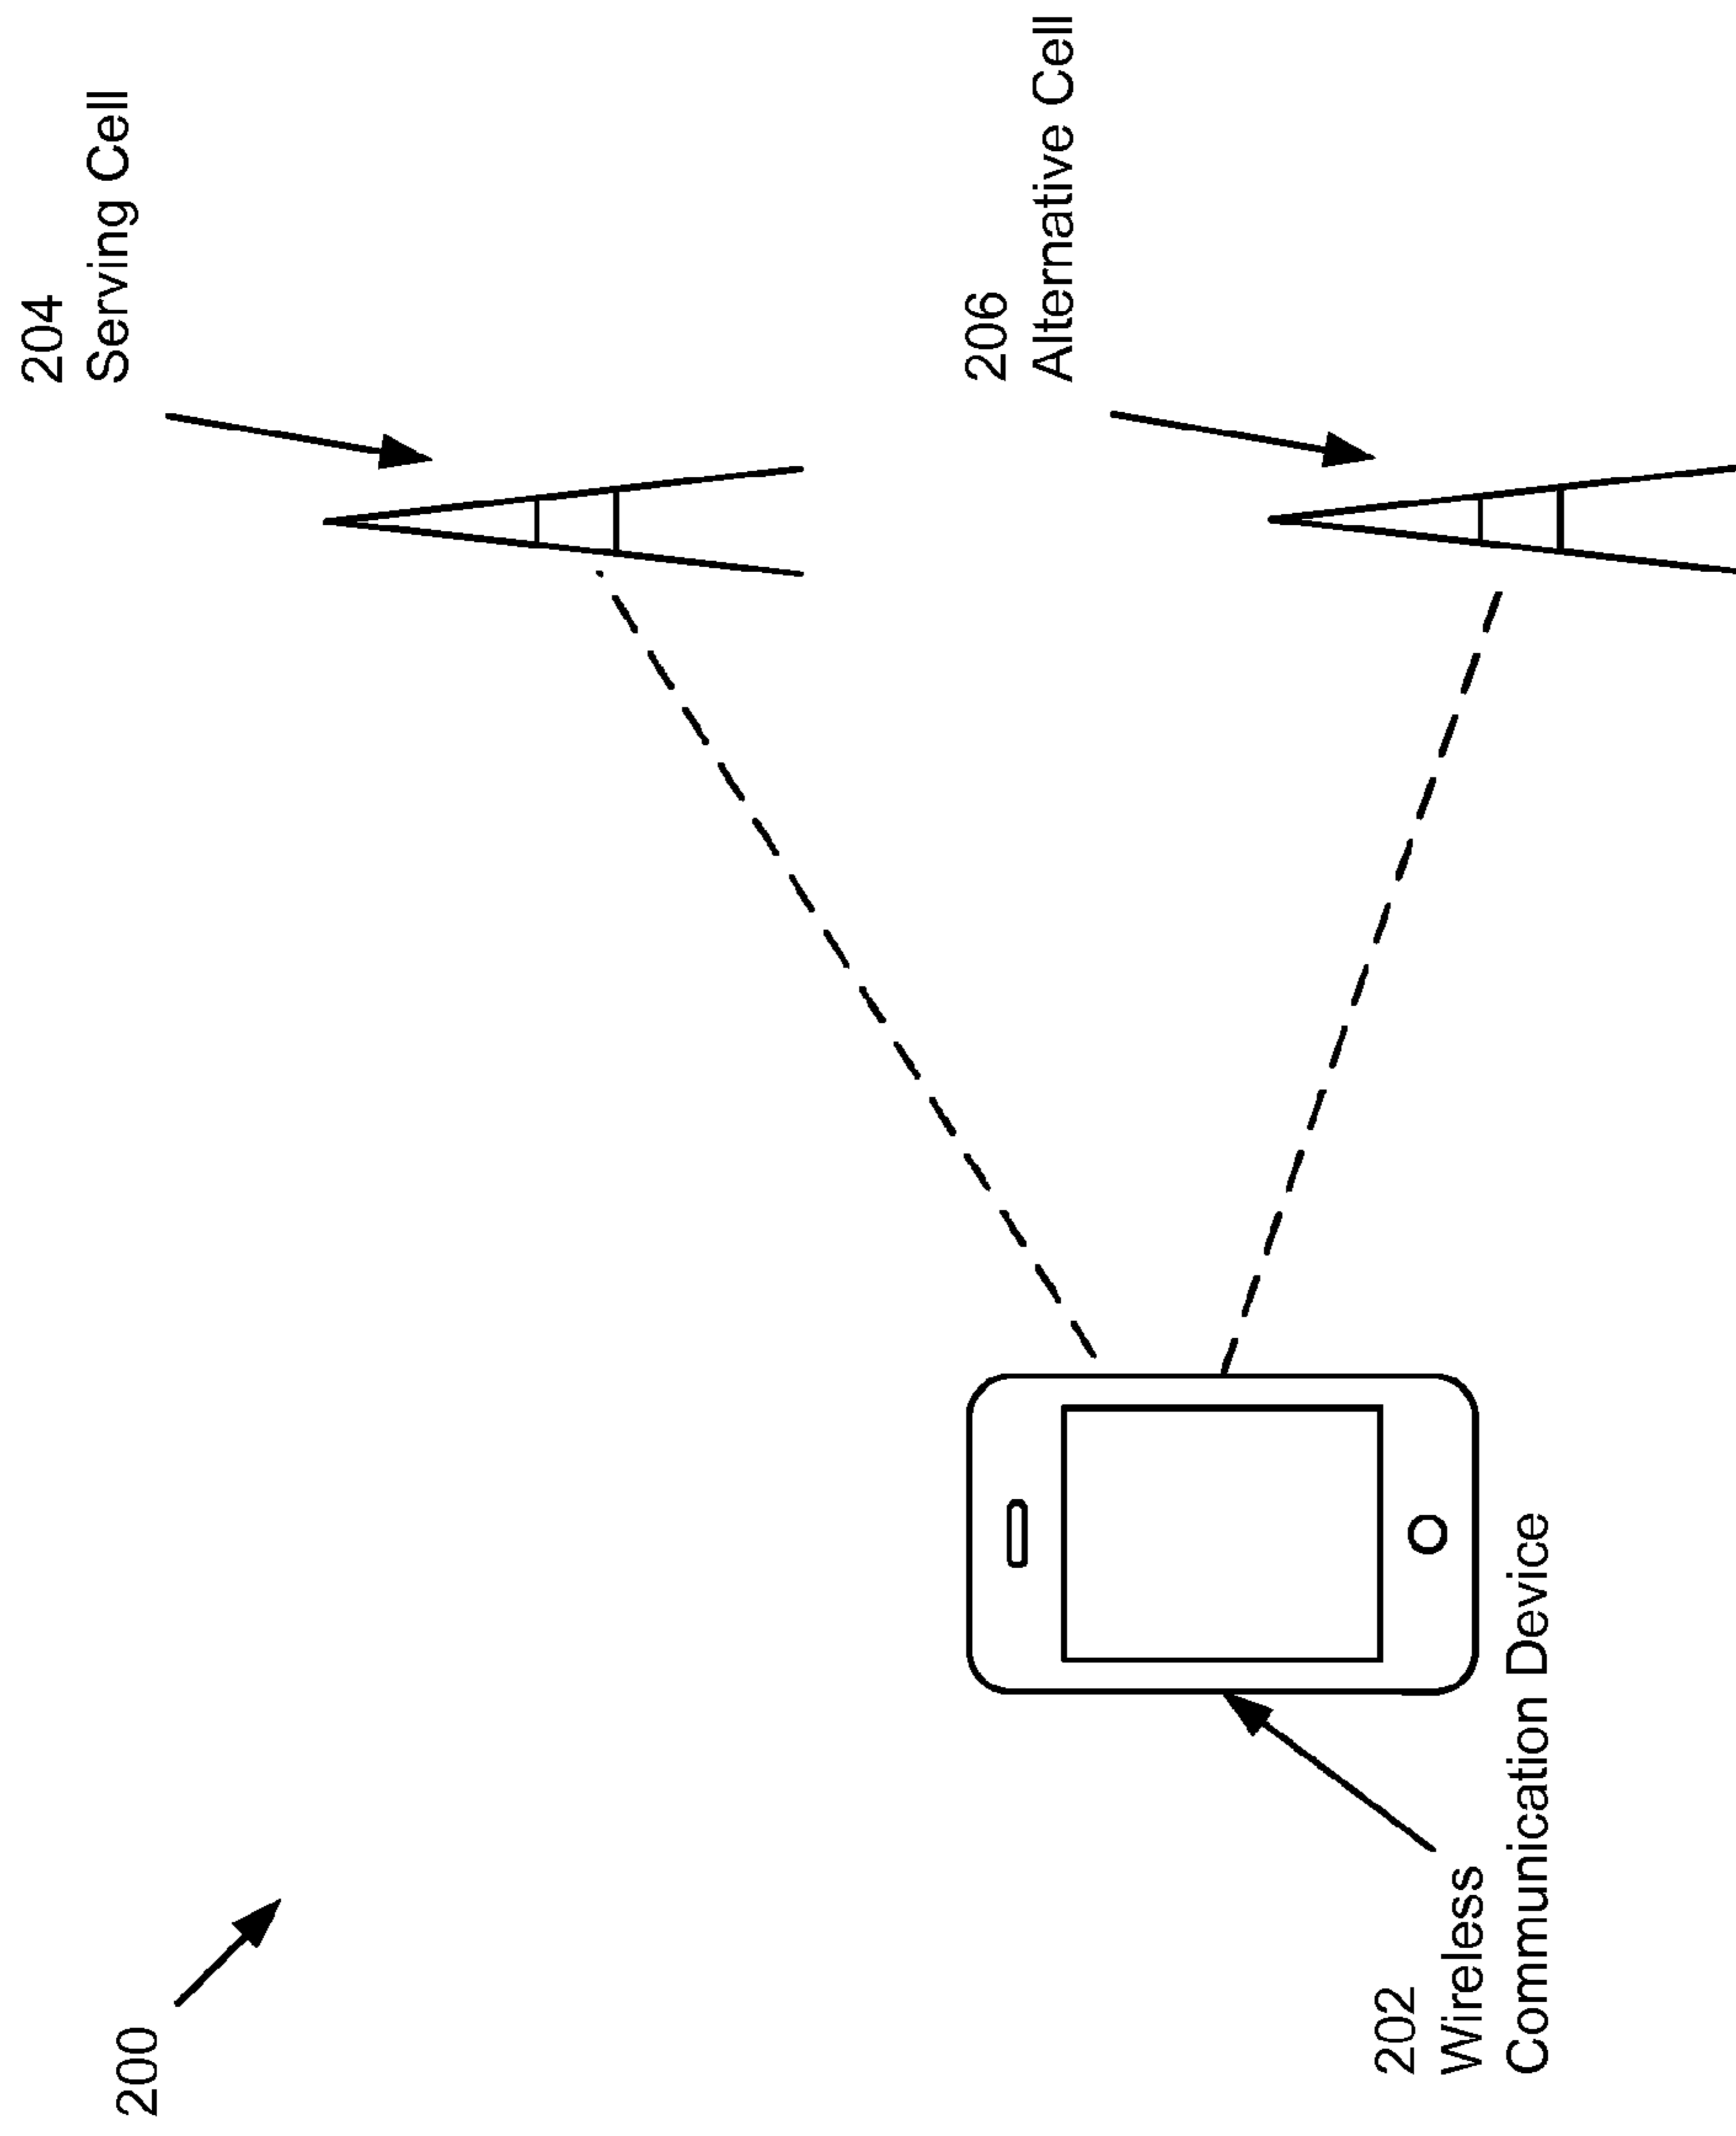 200
204
Serving Cell
206
Alternative Cell
202
Wireless
Communication Device